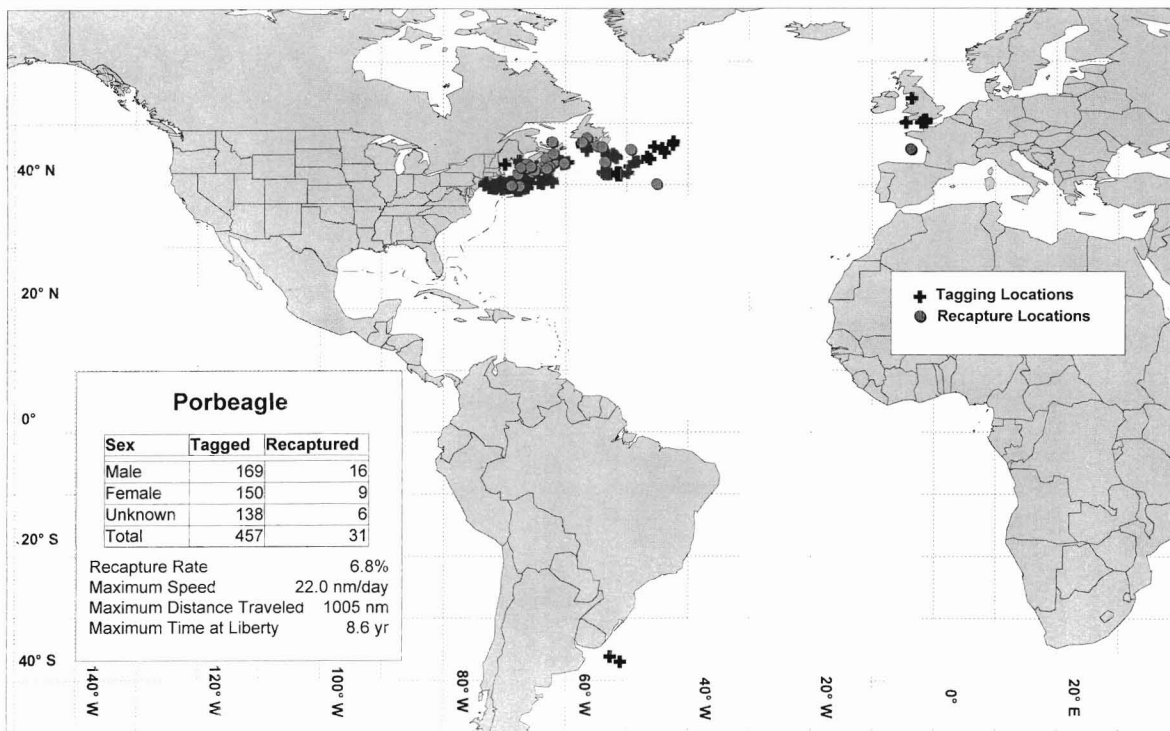 40° N
20° N
0°
20° S
40° S
Tagging Locations
Recapture Locations
Porbeagle
Sex Tagged Recaptured
Male 169 16
Female 150 9
Unknown 138 6
Total 457 31
Recapture Rate 6.8%
Maximum Speed 22.0 nm/day
Maximum Distance Traveled 1005 nm
Maximum Time at Liberty 8.6 yr
140° W
120° W
100° W
80° W
60° W
40° W
20° W
0°
20° E